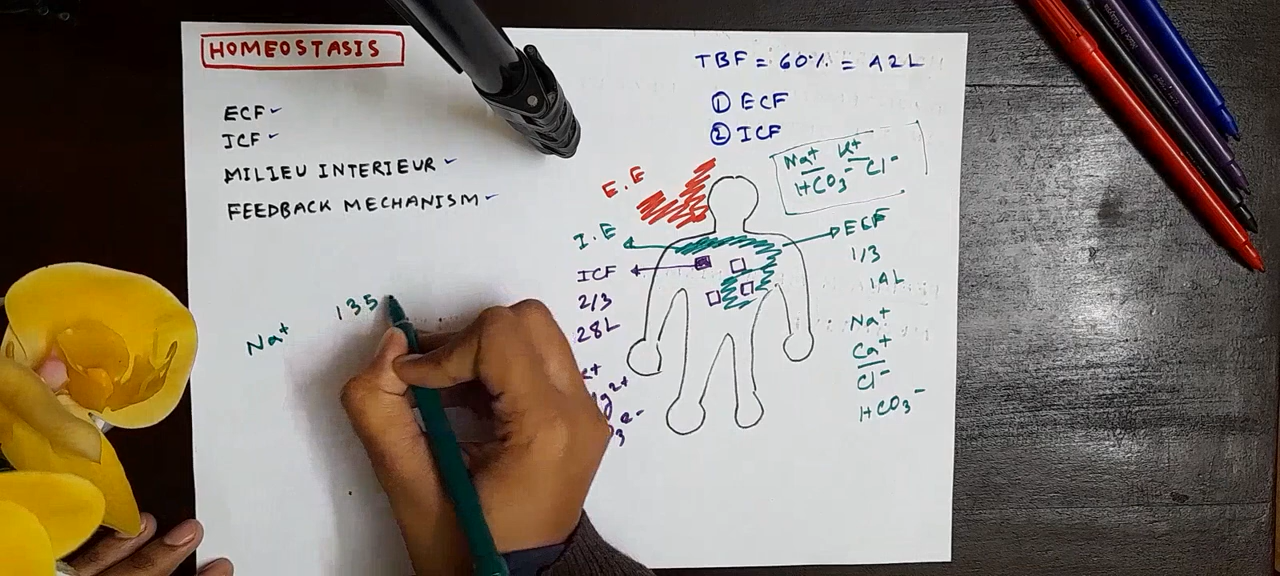 HOMEOSTASIS
ECF
ICF
MILIEU INTERIEUR
FEEDBACK MECHANISM
Na⁺
135
TBF = 60% = 42L
① ECF
② ICF
Na⁺ K⁺
HCO₃⁻ Cl⁻
E.E
I.E
ICF
2/3
28L
ECF
1/3
14L
Na⁺
Ca⁺
Cl⁻
HCO₃⁻